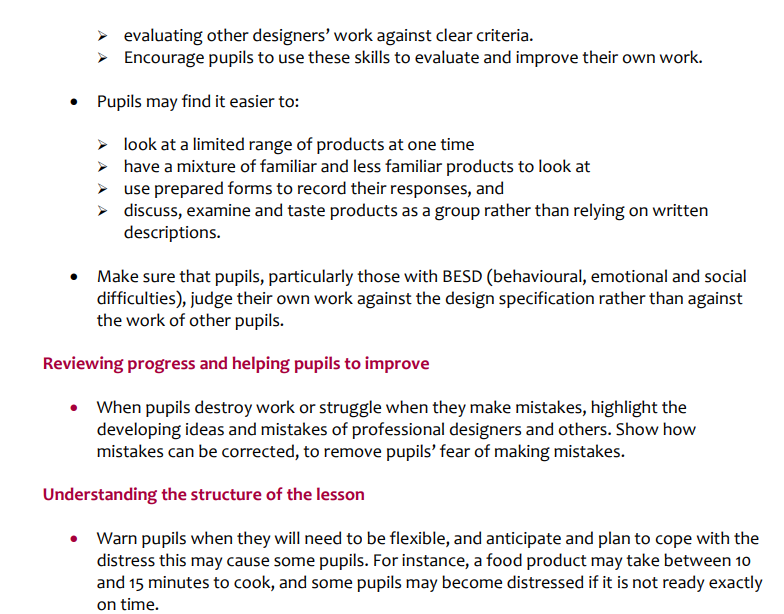 ➢ evaluating other designers’ work against clear criteria.
➢ Encourage pupils to use these skills to evaluate and improve their own work.
• Pupils may find it easier to:
➢ look at a limited range of products at one time
➢ have a mixture of familiar and less familiar products to look at
➢ use prepared forms to record their responses, and
➢ discuss, examine and taste products as a group rather than relying on written
descriptions.
• Make sure that pupils, particularly those with BESD (behavioural, emotional and social
difficulties), judge their own work against the design specification rather than against
the work of other pupils.
Reviewing progress and helping pupils to improve
• When pupils destroy work or struggle when they make mistakes, highlight the
developing ideas and mistakes of professional designers and others. Show how
mistakes can be corrected, to remove pupils’ fear of making mistakes.
Understanding the structure of the lesson
• Warn pupils when they will need to be flexible, and anticipate and plan to cope with the
distress this may cause some pupils. For instance, a food product may take between 10
and 15 minutes to cook, and some pupils may become distressed if it is not ready exactly
on time.